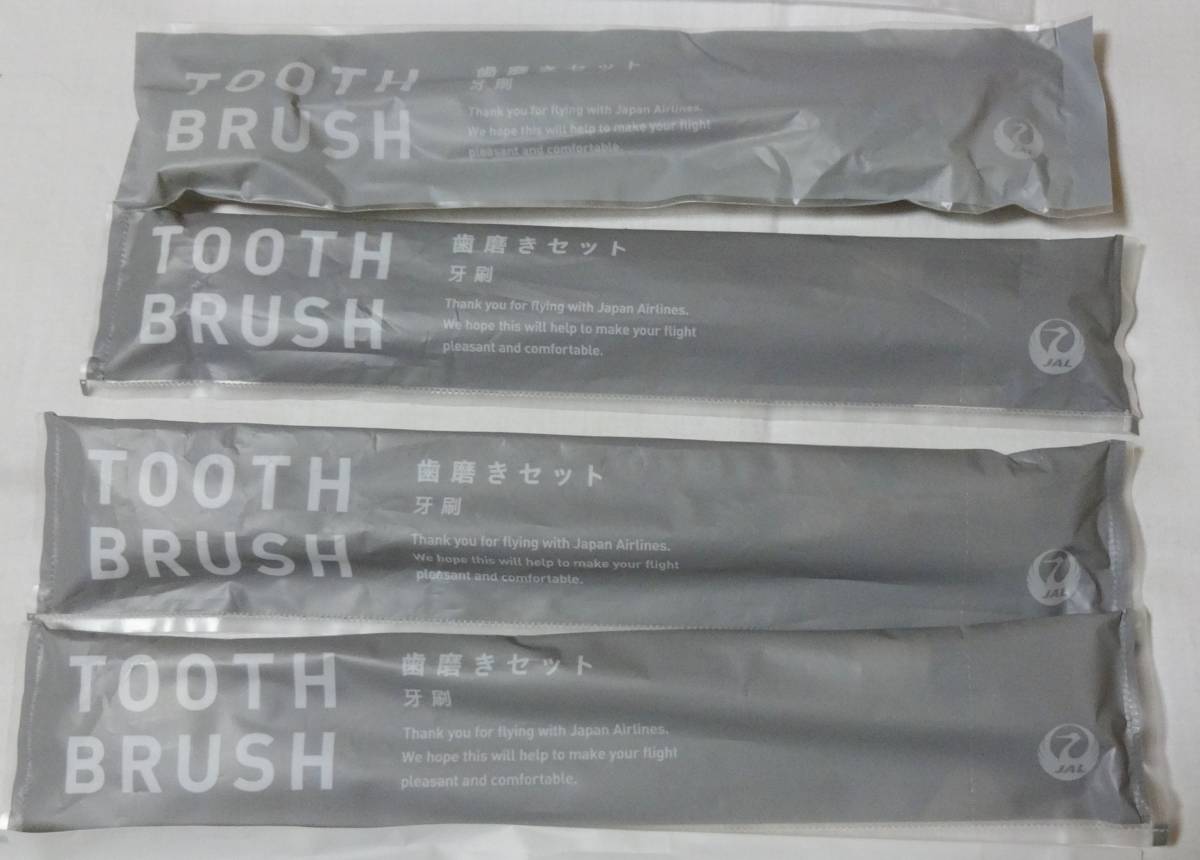 TOOTH
BRUSH
歯磨きセット
牙刷
Thank you for flying with Japan Airlines.
We hope this will help to make your flight
pleasant and comfortable.
TOOTH
BRUSH
歯磨きセット
牙刷
Thank you for flying with Japan Airlines.
We hope this will help to make your flight
pleasant and comfortable.
JAL
TOOTH
BRUSH
歯磨きセット
牙刷
Thank you for flying with Japan Airlines.
We hope this will help to make your flight
pleasant and comfortable.
JAL
TOOTH
BRUSH
歯磨きセット
牙刷
Thank you for flying with Japan Airlines.
We hope this will help to make your flight
pleasant and comfortable.
JAL